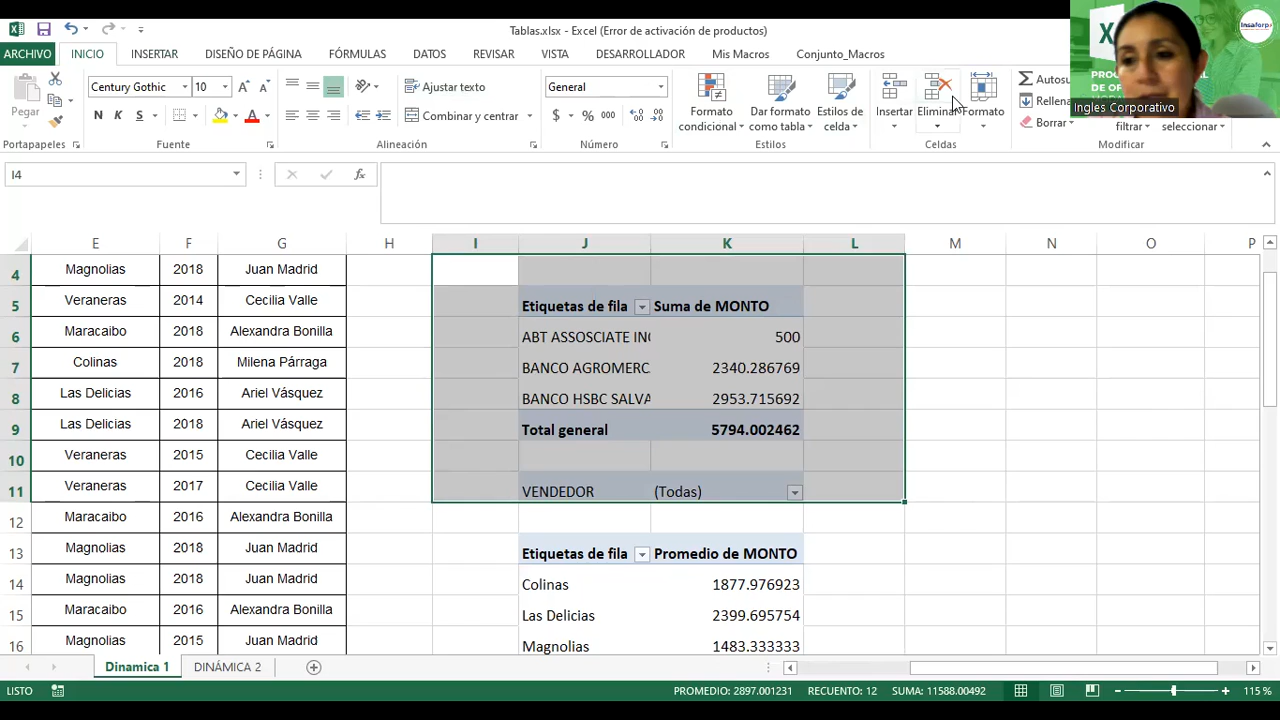 Tablas.xlsx - Excel (Error de activación de productos)
ARCHIVO INICIO INSERTAR DISEÑO DE PÁGINA FÓRMULAS DATOS REVISAR VISTA DESARROLLADOR Mis Macros Conjunto_Macros
Insaforp
Ingles Corporativo
Pegar
Century Gothic 10
N K S
Ajustar texto
Combinar y centrar
General
$ % 000
Formato condicional
Dar formato como tabla
Estilos de celda
Insertar
Eliminar
Formato
Autosu
Rellena
Borrar
filtrar
seleccionar
Portapapeles Fuente Alineación Número Estilos Celdas Modificar
I4
E F G H I J K L M N O P
4 Magnolias 2018 Juan Madrid
5 Veraneras 2014 Cecilia Valle Etiquetas de fila Suma de MONTO
6 Maracaibo 2018 Alexandra Bonilla ABT ASSOSCIATE INC 500
7 Colinas 2018 Milena Párraga BANCO AGROMERC 2340.286769
8 Las Delicias 2016 Ariel Vásquez BANCO HSBC SALVA 2953.715692
9 Las Delicias 2018 Ariel Vásquez Total general 5794.002462
10 Veraneras 2015 Cecilia Valle
11 Veraneras 2017 Cecilia Valle VENDEDOR (Todas)
12 Maracaibo 2016 Alexandra Bonilla
13 Magnolias 2018 Juan Madrid Etiquetas de fila Promedio de MONTO
14 Magnolias 2018 Juan Madrid Colinas 1877.976923
15 Maracaibo 2016 Alexandra Bonilla Las Delicias 2399.695754
16 Magnolias 2015 Juan Madrid Magnolias 1483.333333
Dinamica 1 DINÁMICA 2
LISTO PROMEDIO: 2897.001231 RECUENTO: 12 SUMA: 11588.00492 115 %